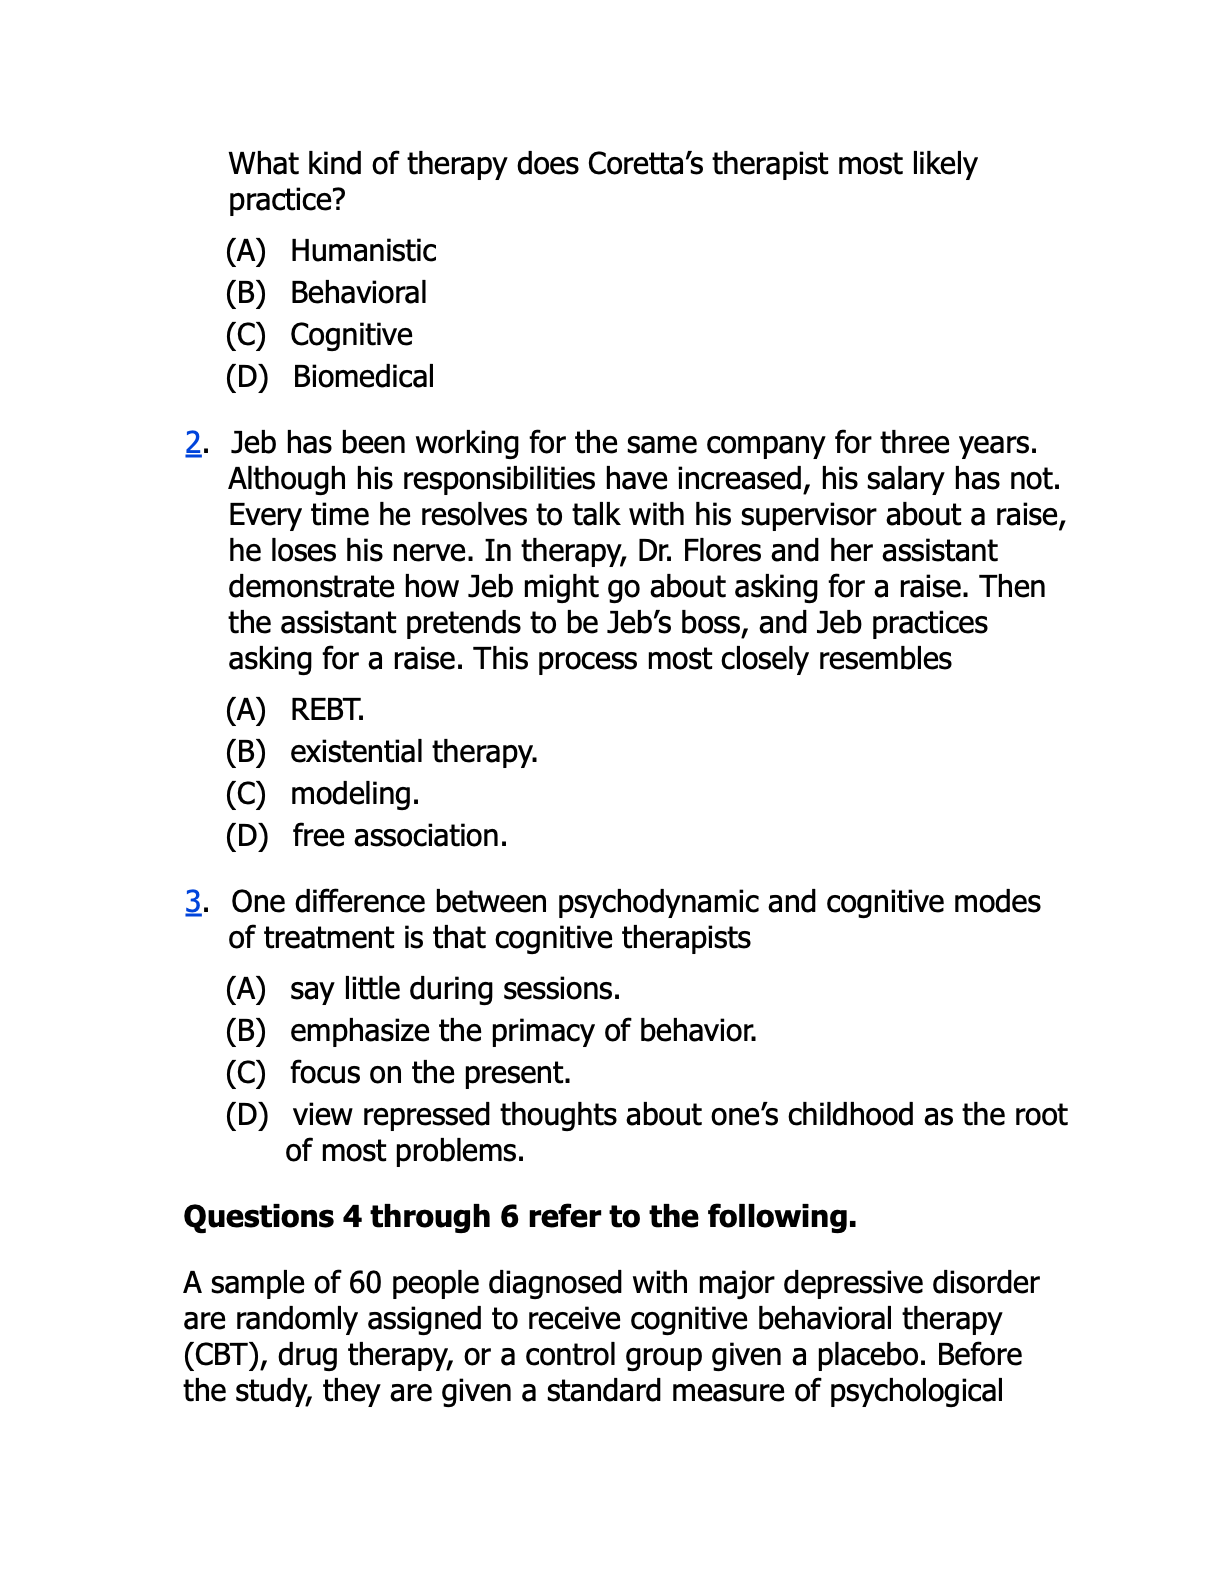 What kind of therapy does Coretta’s therapist most likely
practice?
(A) Humanistic
(B) Behavioral
(C) Cognitive
(D) Biomedical
2. Jeb has been working for the same company for three years.
Although his responsibilities have increased, his salary has not.
Every time he resolves to talk with his supervisor about a raise,
he loses his nerve. In therapy, Dr. Flores and her assistant
demonstrate how Jeb might go about asking for a raise. Then
the assistant pretends to be Jeb’s boss, and Jeb practices
asking for a raise. This process most closely resembles
(A) REBT.
(B) existential therapy.
(C) modeling.
(D) free association.
3. One difference between psychodynamic and cognitive modes
of treatment is that cognitive therapists
(A) say little during sessions.
(B) emphasize the primacy of behavior.
(C) focus on the present.
(D) view repressed thoughts about one’s childhood as the root
of most problems.
Questions 4 through 6 refer to the following.
A sample of 60 people diagnosed with major depressive disorder
are randomly assigned to receive cognitive behavioral therapy
(CBT), drug therapy, or a control group given a placebo. Before
the study, they are given a standard measure of psychological